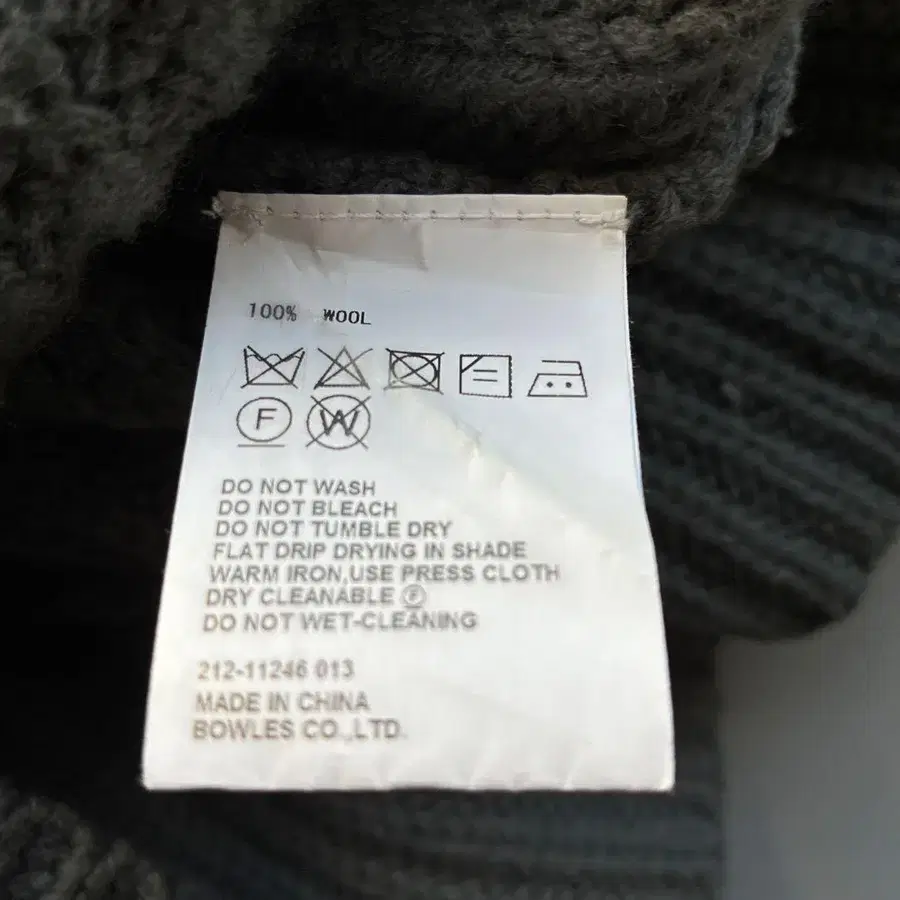 100% WOOL
F W
DO NOT WASH
DO NOT BLEACH
DO NOT TUMBLE DRY
FLAT DRIP DRYING IN SHADE
WARM IRON,USE PRESS CLOTH
DRY CLEANABLE Ⓕ
DO NOT WET-CLEANING
212-11246 013
MADE IN CHINA
BOWLES CO.,LTD.